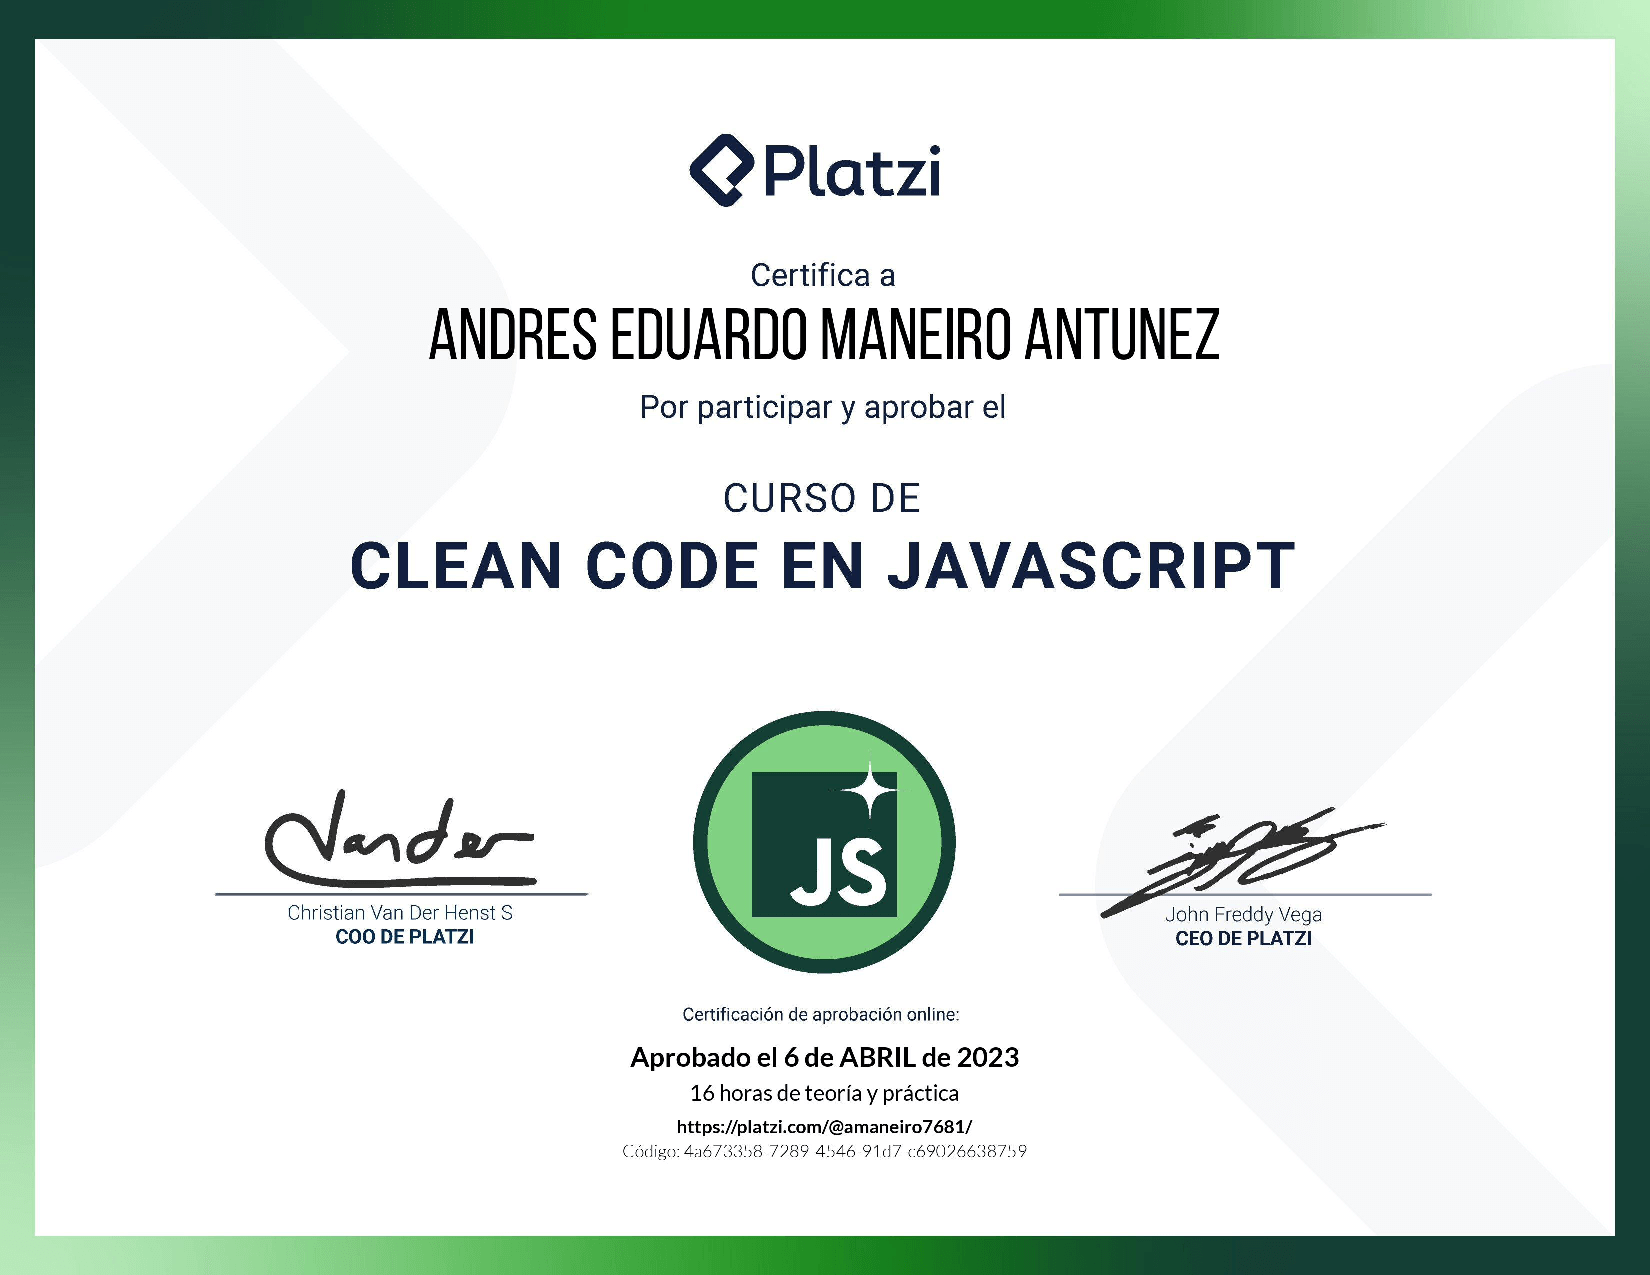 Platzi
Certifica a
ANDRES EDUARDO MANEIRO ANTUNEZ
Por participar y aprobar el
CURSO DE
CLEAN CODE EN JAVASCRIPT
Vander
JS
Christian Van Der Henst S
COO DE PLATZI
John Freddy Vega
CEO DE PLATZI
Certificación de aprobación online:
Aprobado el 6 de ABRIL de 2023
16 horas de teoría y práctica
https://platzi.com/@amaneiro7681/
Código: 4a673358-7289-4546-91d7-c69026638759